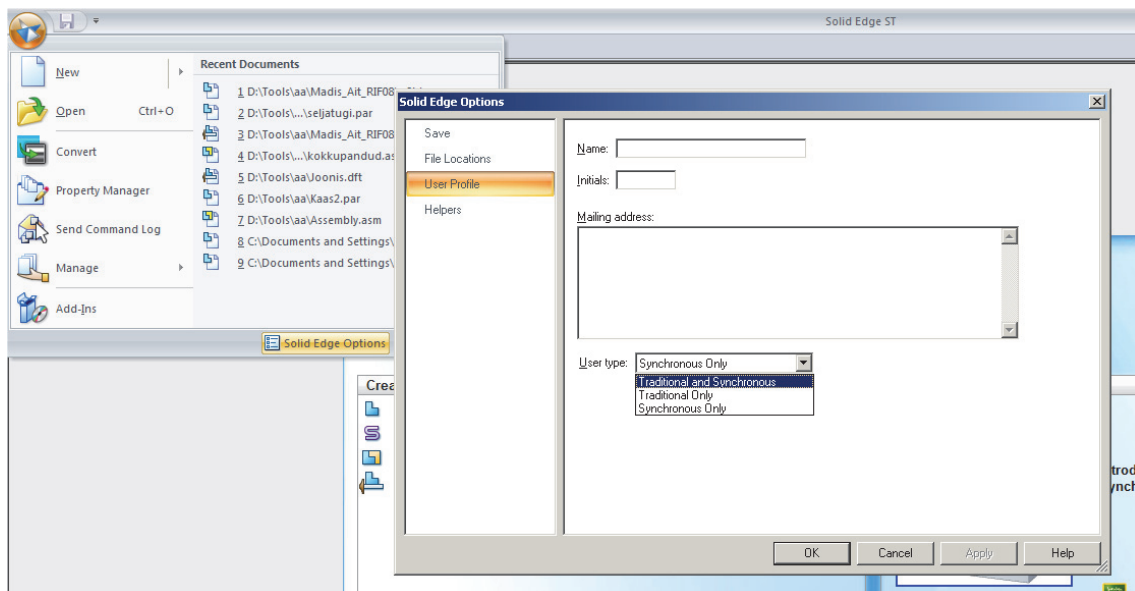 Solid Edge ST
New
Open Ctrl+O
Convert
Property Manager
Send Command Log
Manage
Add-Ins
Recent Documents
1 D:\Tools\aa\Madis_Ait_RIF08
2 D:\Tools\...\seljatugi.par
3 D:\Tools\aa\Madis_Ait_RIF08
4 D:\Tools\...\kokkupandud.as
5 D:\Tools\aa\Joonis.dft
6 D:\Tools\aa\Kaas2.par
7 D:\Tools\aa\Assembly.asm
8 C:\Documents and Settings\
9 C:\Documents and Settings\
Solid Edge Options
Solid Edge Options
Save
File Locations
User Profile
Helpers
Name:
Initials:
Mailing address:
User type: Synchronous Only
Traditional and Synchronous
Traditional Only
Synchronous Only
OK Cancel Apply Help
Crea
trod
ynch